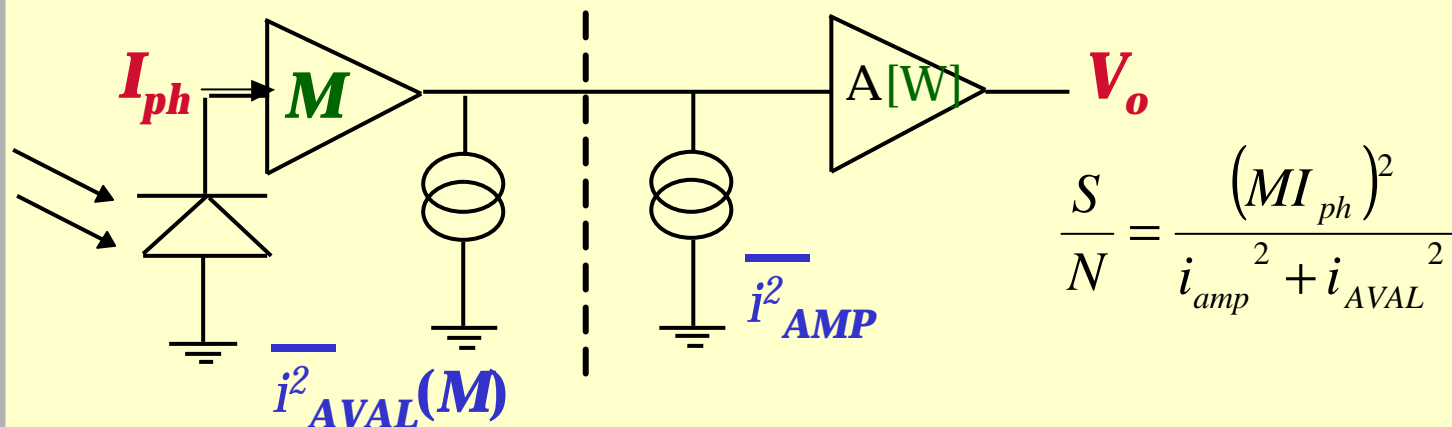 I_ph
M
A[W]
V_o
S/N = (MI_ph)^2 / (i_amp^2 + i_AVAL^2)
i^2_AMP
i^2_AVAL(M)